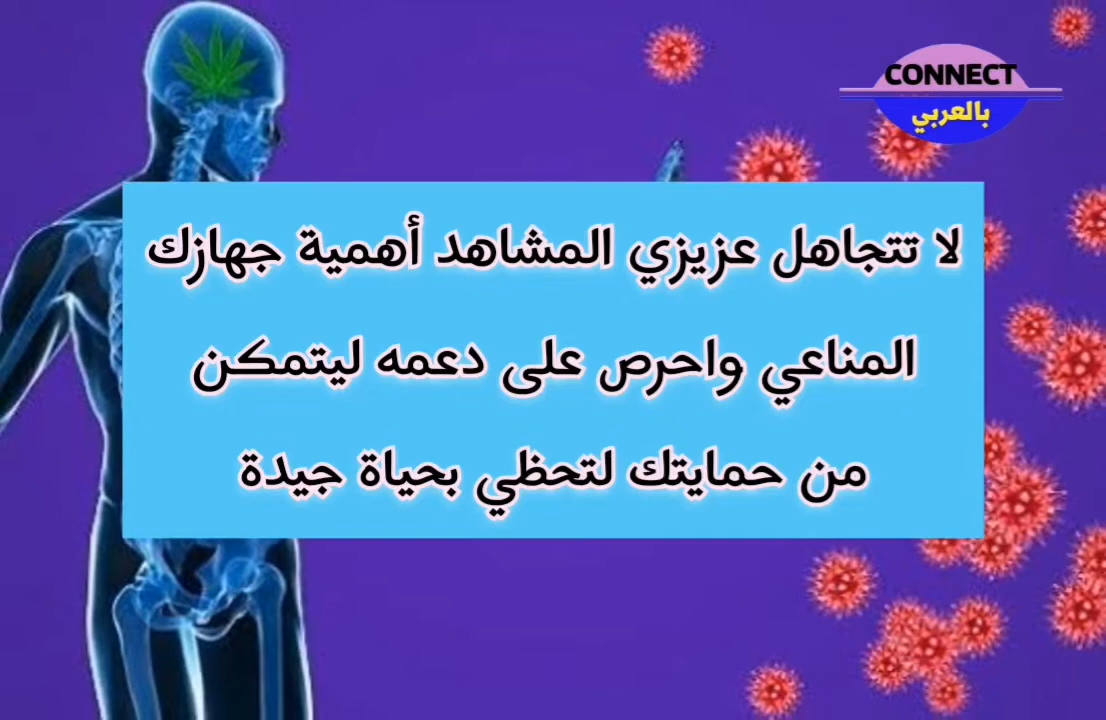 CONNECT
بالعربي
لا تتجاهل عزيزي المشاهد أهمية جهازك
المناعي واحرص على دعمه ليتمكن
من حمايتك لتحظي بحياة جيدة